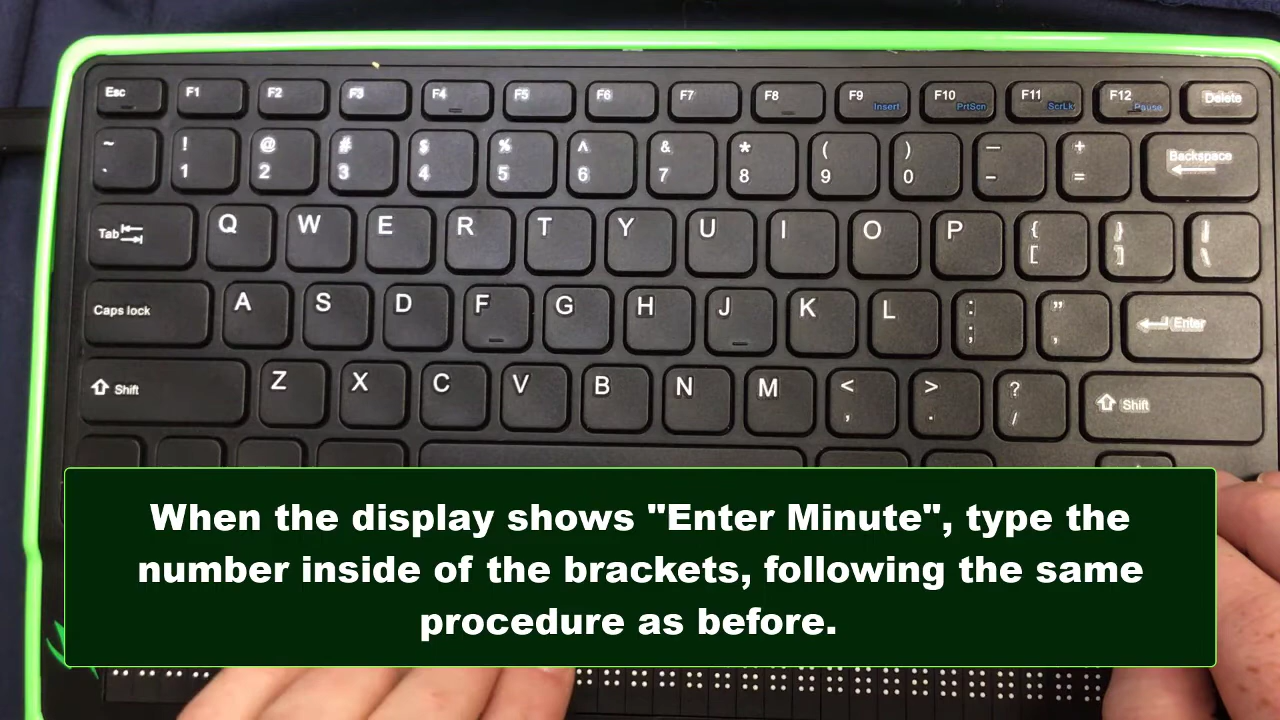 Esc F1 F2 F3 F4 F5 F6 F7 F8 F9 Insert F10 PrtScn F11 ScrLk F12 Pause Delete
~ ! @ # $ % ^ & * ( ) — + Backspace
` 1 2 3 4 5 6 7 8 9 0 - =
Tab Q W E R T Y U I O P { [ } ] | \
Caps lock A S D F G H J K L : ; " ' Enter
Shift Z X C V B N M < , > . ? / Shift
When the display shows "Enter Minute", type the
number inside of the brackets, following the same
procedure as before.